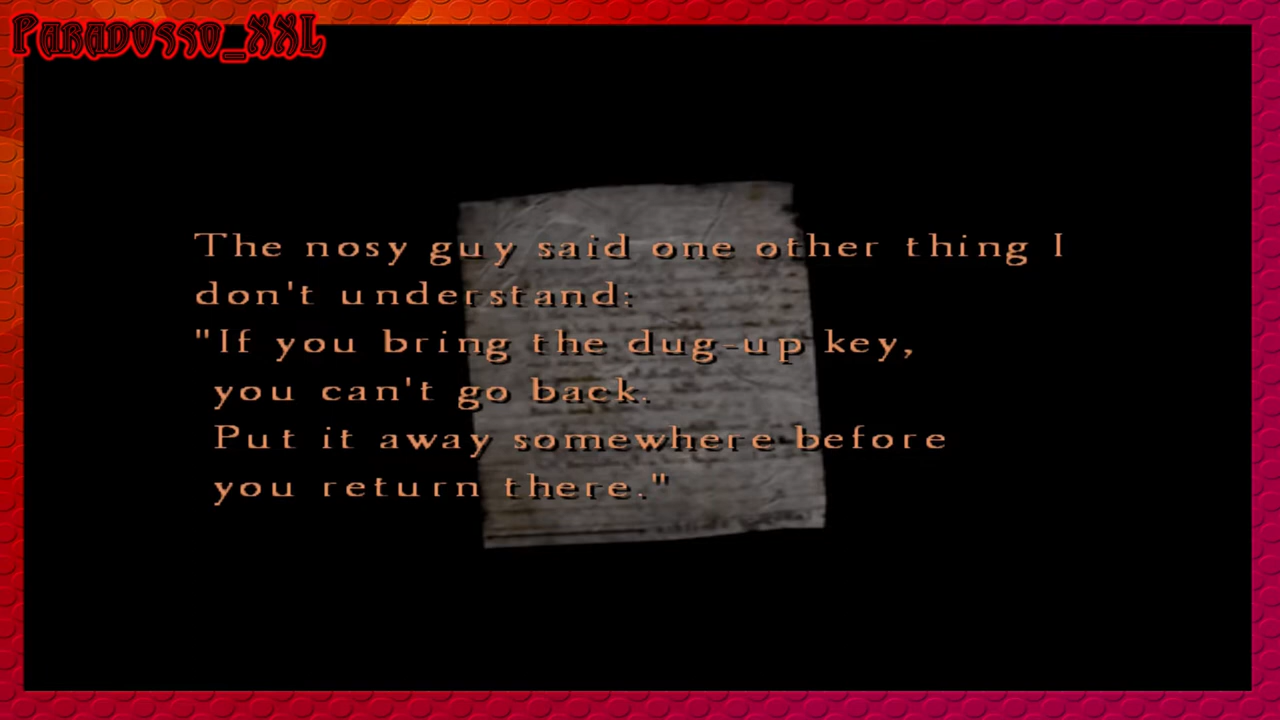 Paradosso_XXL
The nosy guy said one other thing I
don't understand:
"If you bring the dug-up key,
you can't go back.
Put it away somewhere before
you return there."